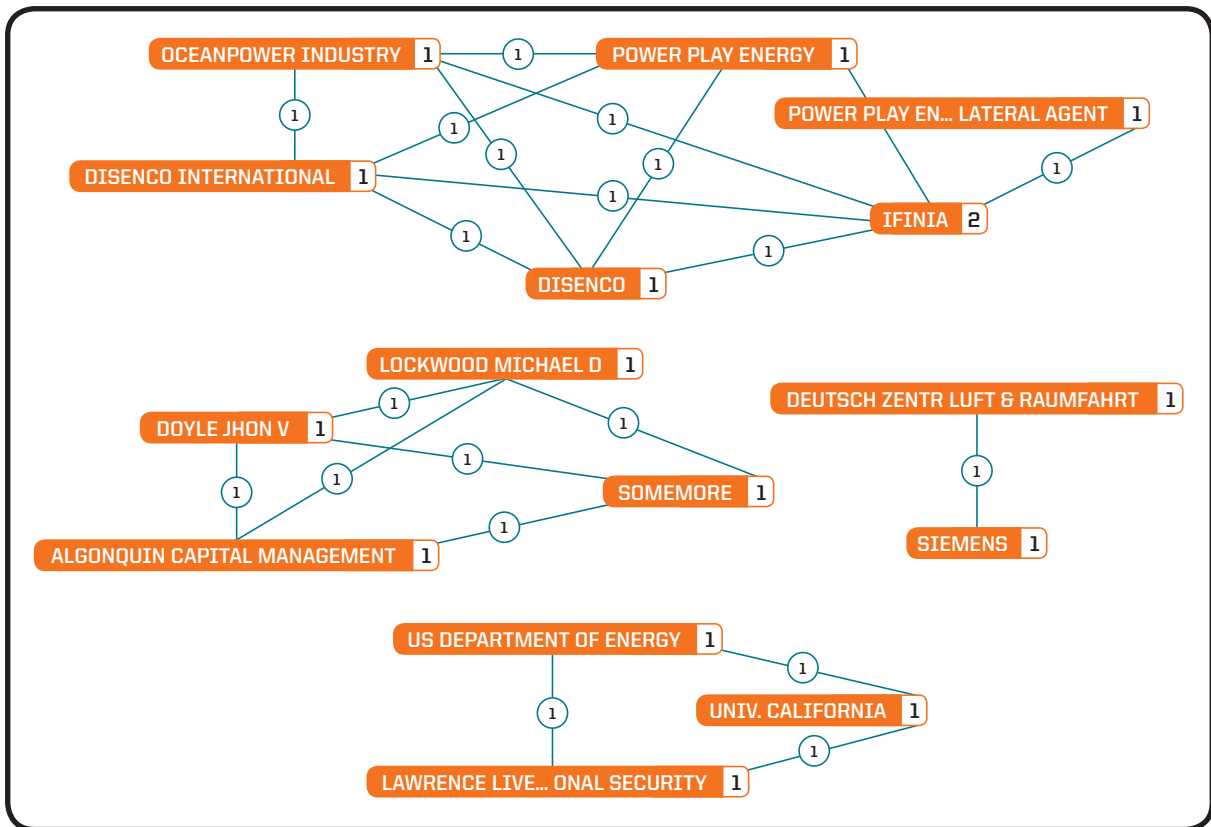 OCEANPOWER INDUSTRY 1
1
POWER PLAY ENERGY 1
POWER PLAY EN... LATERAL AGENT 1
1
1
1
1
1
1
DISENCO INTERNATIONAL 1
1
IFINIA 2
1
1
DISENCO 1
LOCKWOOD MICHAEL D 1
DEUTSCH ZENTR LUFT & RAUMFAHRT 1
1
1
DOYLE JHON V 1
1
1
1
1
SOMEMORE 1
1
1
SIEMENS 1
ALGONQUIN CAPITAL MANAGEMENT 1
US DEPARTMENT OF ENERGY 1
1
UNIV. CALIFORNIA 1
1
1
LAWRENCE LIVE... ONAL SECURITY 1